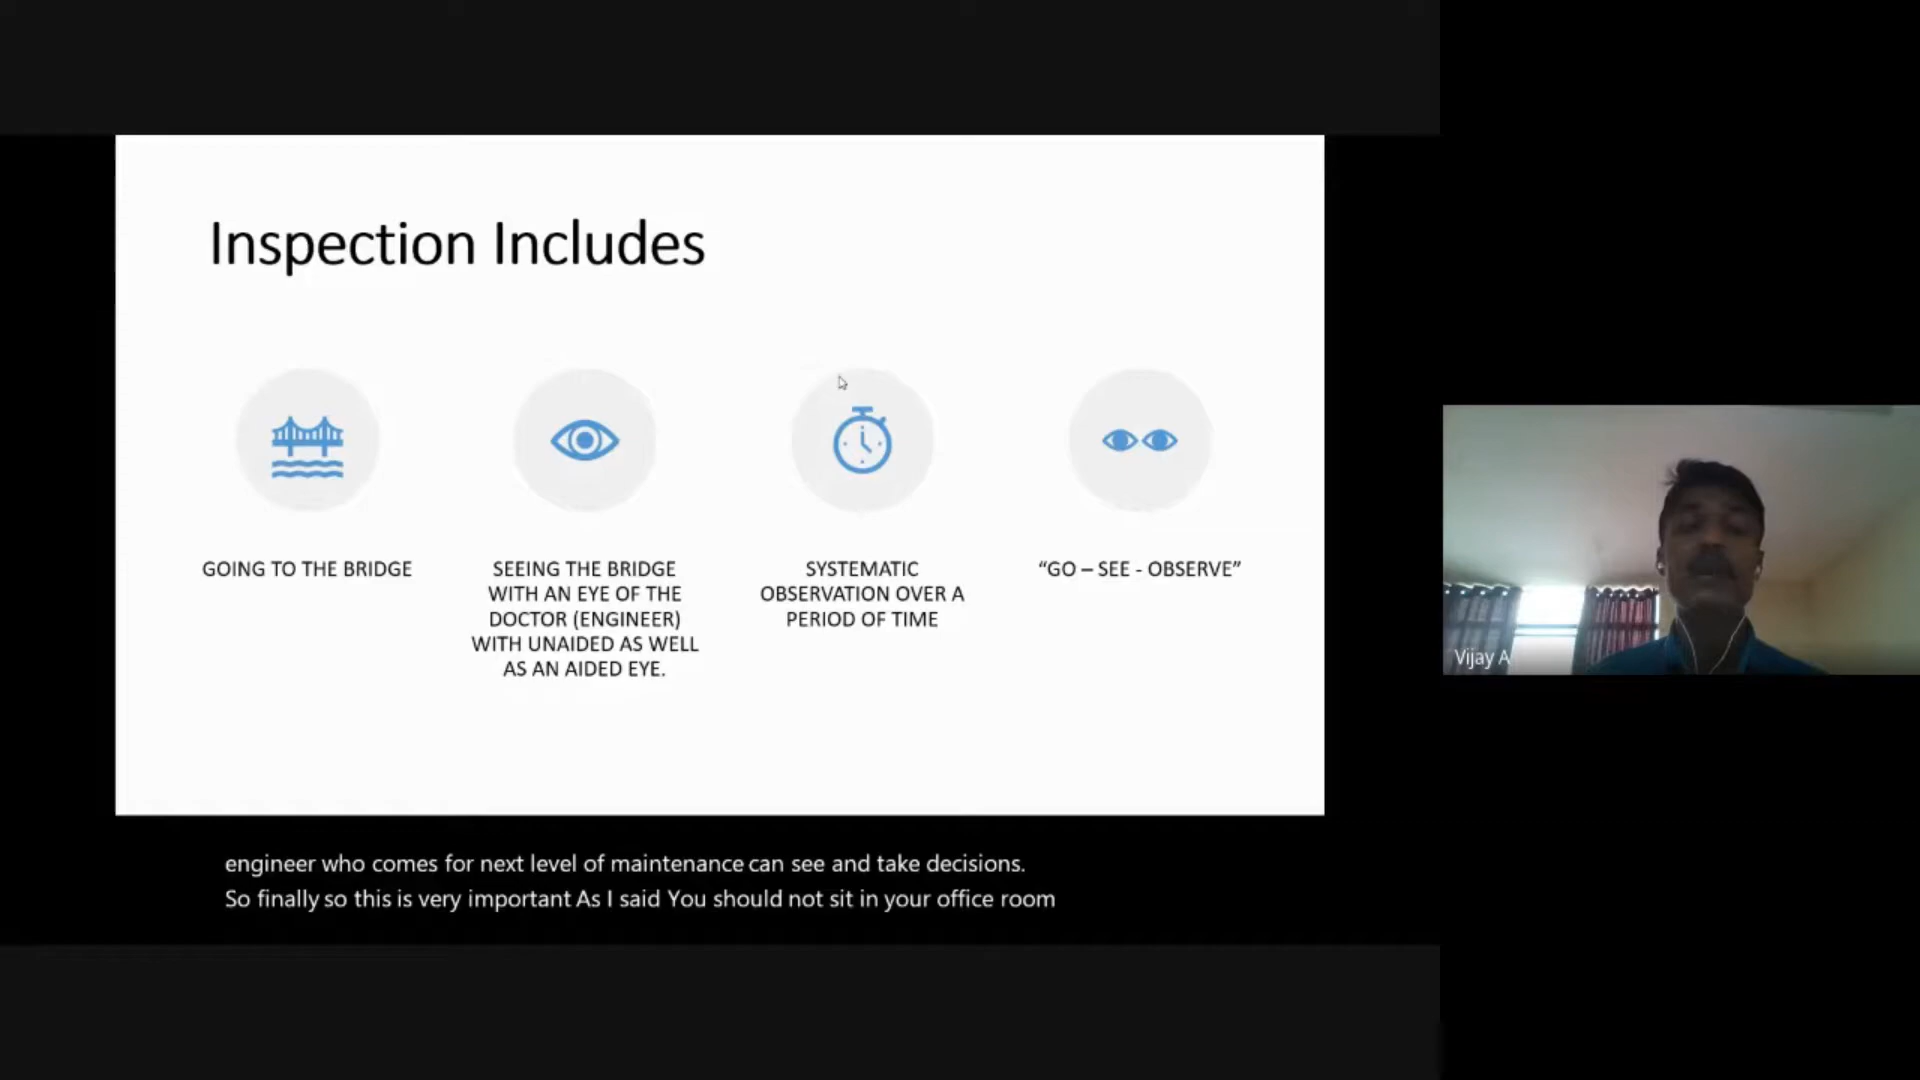 Inspection Includes
GOING TO THE BRIDGE
SEEING THE BRIDGE
WITH AN EYE OF THE
DOCTOR (ENGINEER)
WITH UNAIDED AS WELL
AS AN AIDED EYE.
SYSTEMATIC
OBSERVATION OVER A
PERIOD OF TIME
“GO – SEE - OBSERVE”
Vijay A
engineer who comes for next level of maintenance can see and take decisions.
So finally so this is very important As I said You should not sit in your office room